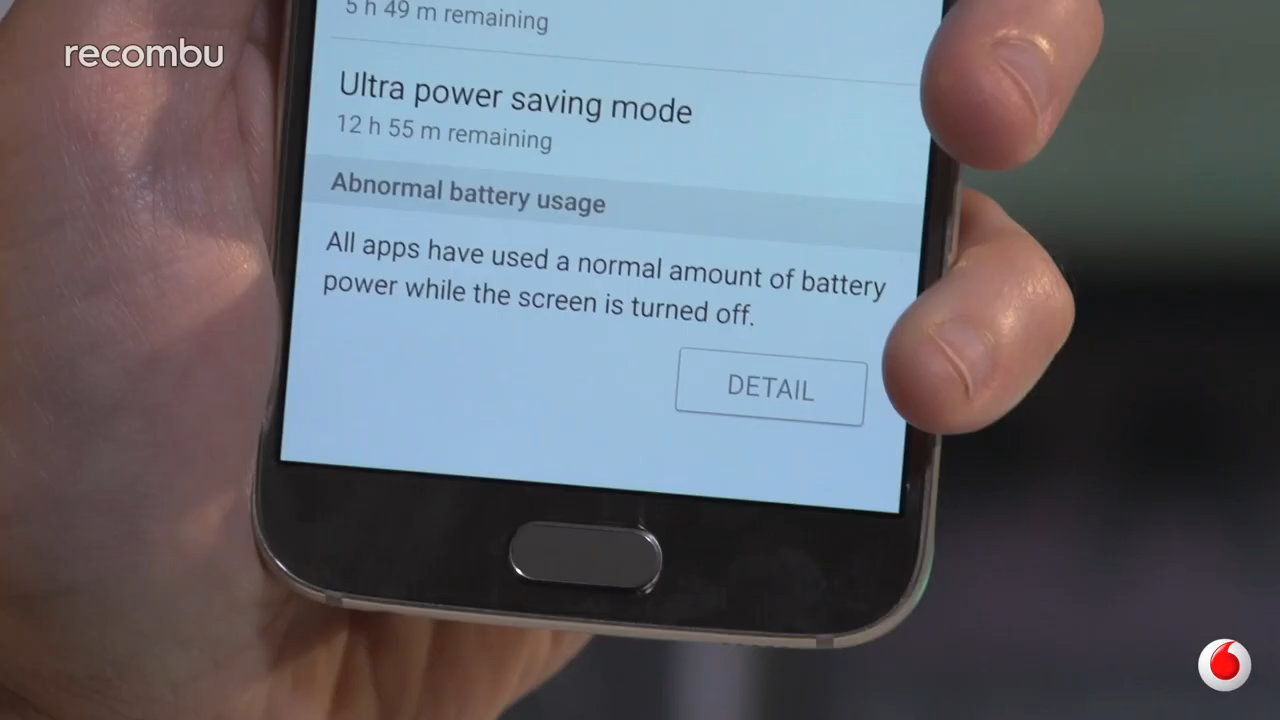 recombu
5 h 49 m remaining
Ultra power saving mode
12 h 55 m remaining
Abnormal battery usage
All apps have used a normal amount of battery
power while the screen is turned off.
DETAIL